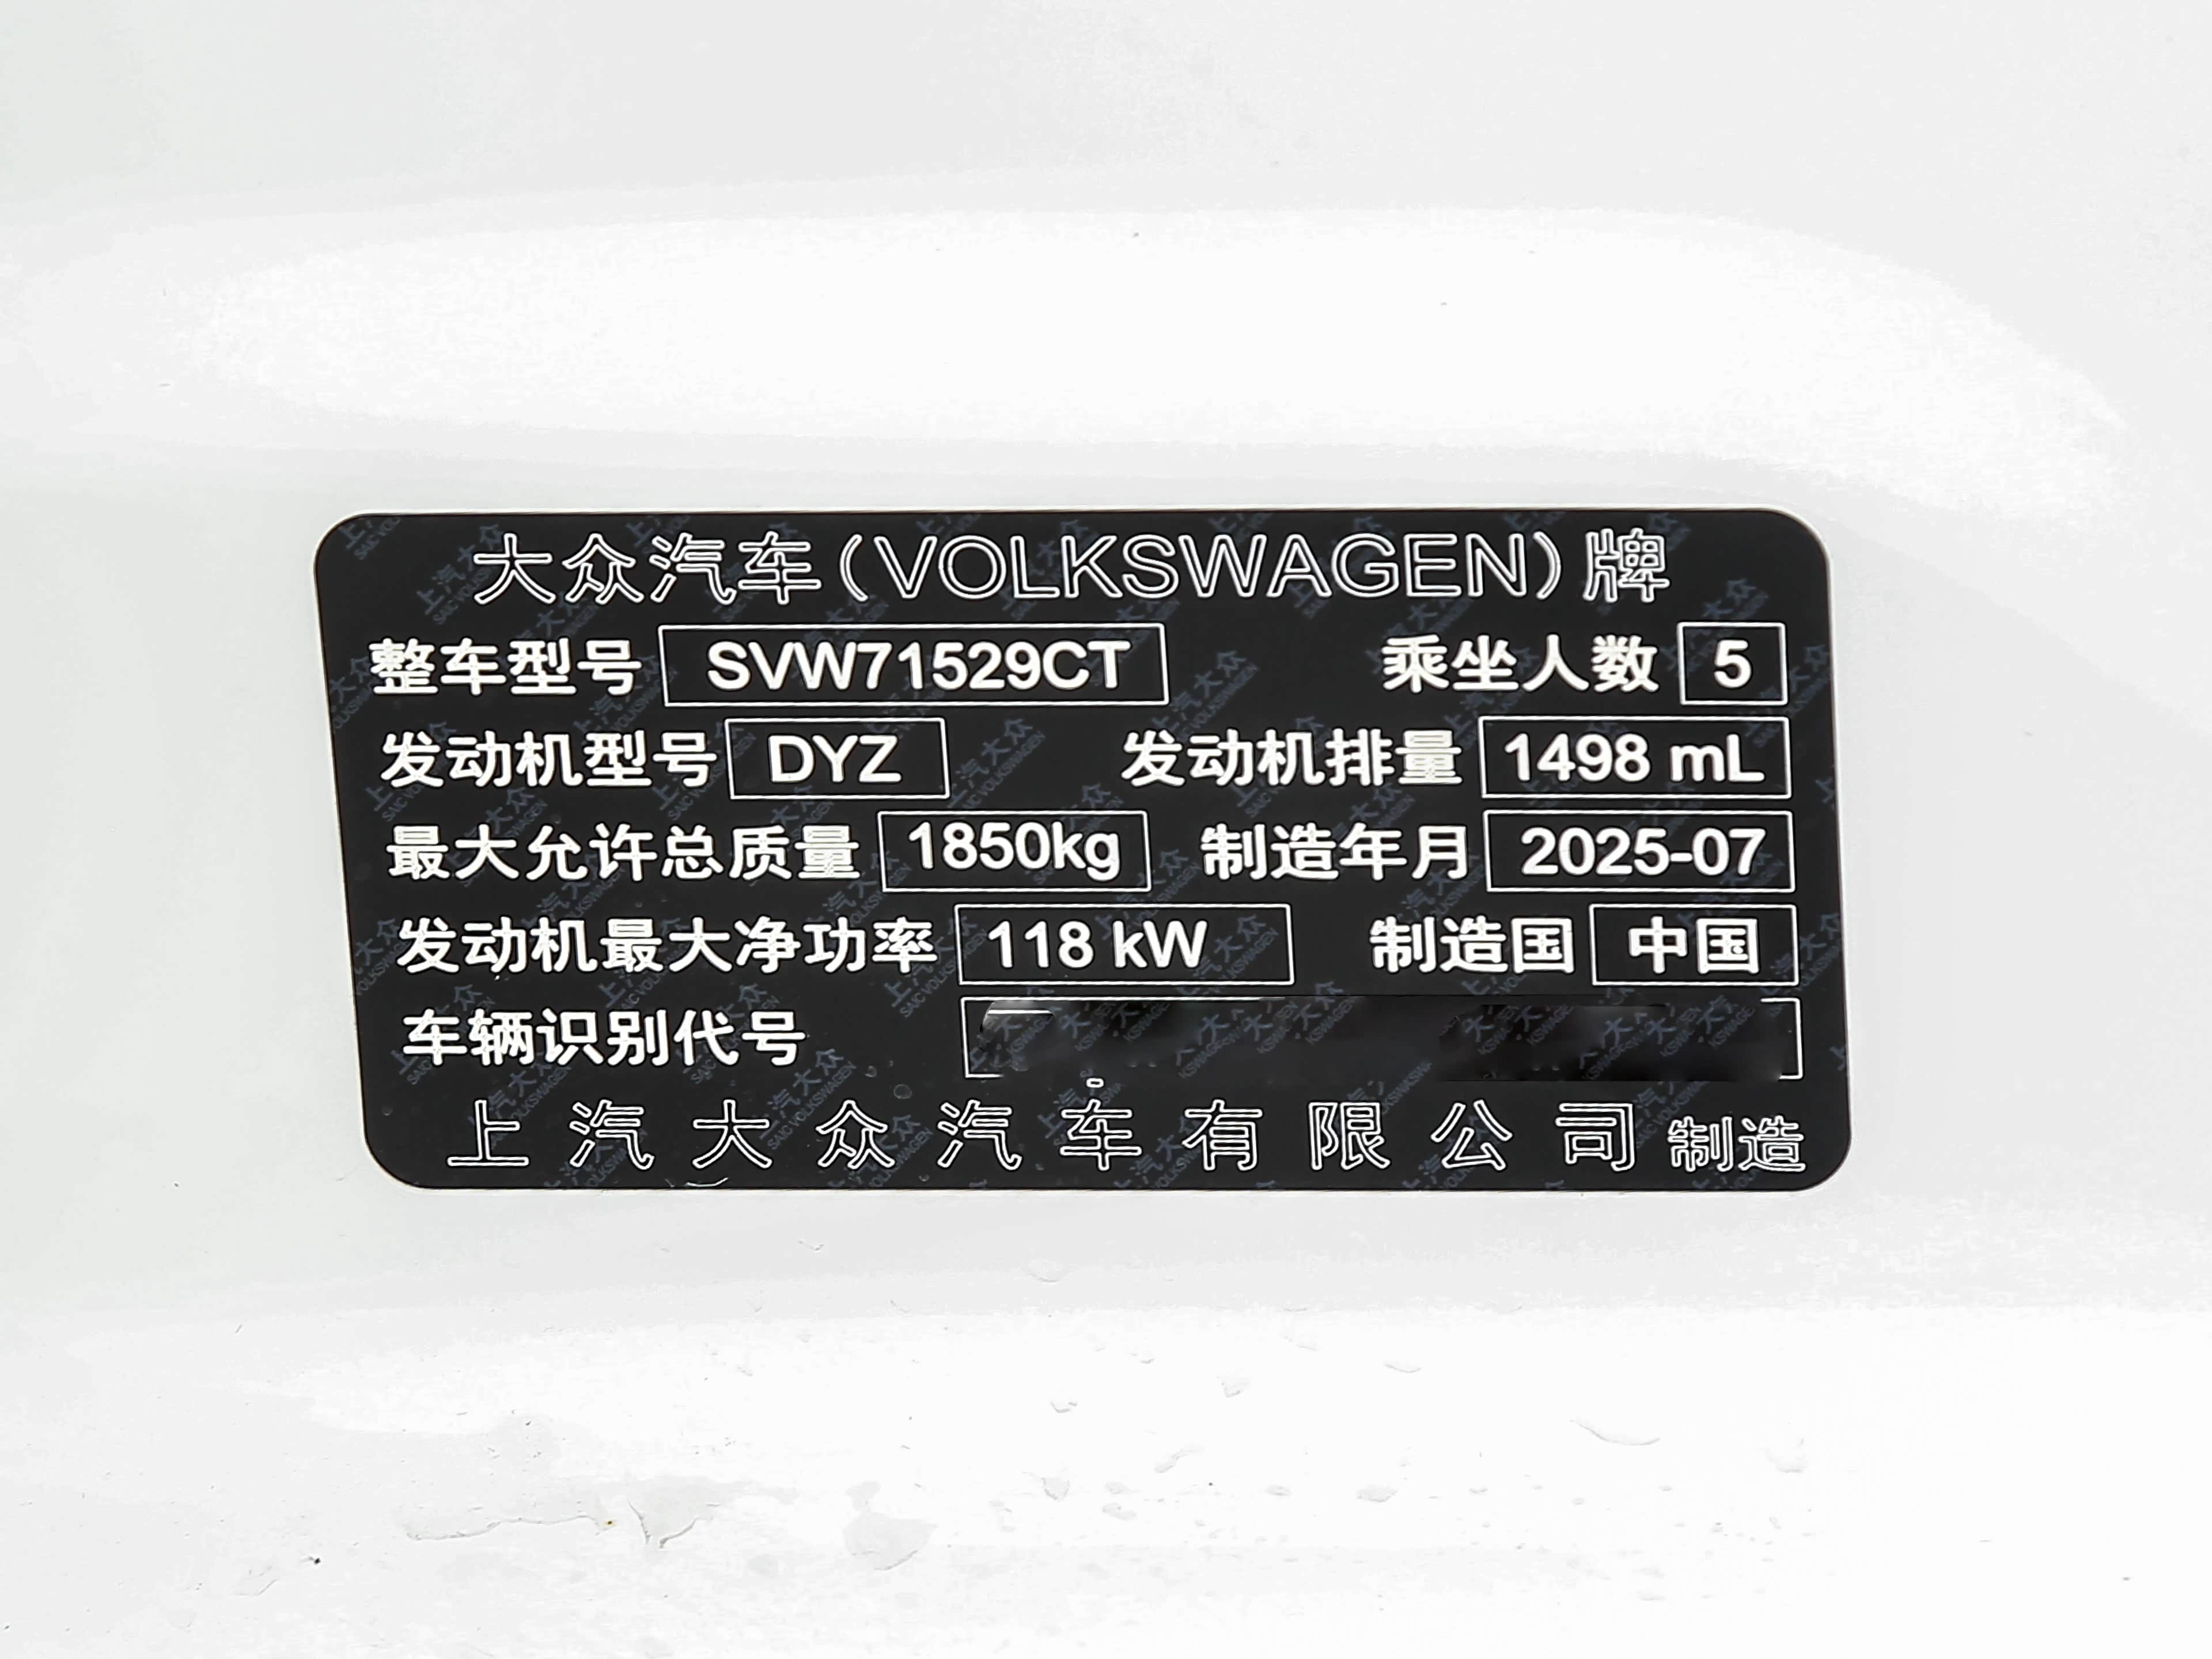 大众汽车(VOLKSWAGEN)牌
整车型号 SVW71529CT 乘坐人数 5
发动机型号 DYZ 发动机排量 1498 mL
最大允许总质量 1850kg 制造年月 2025-07
发动机最大净功率 118 kW 制造国 中国
车辆识别代号
上汽大众汽车有限公司 制造